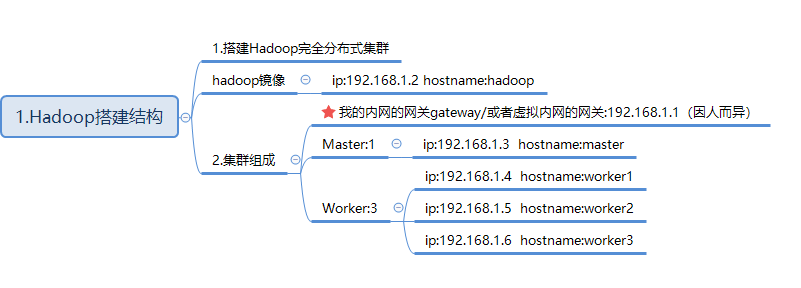 1.Hadoop搭建结构
1.搭建Hadoop完全分布式集群
hadoop镜像
ip:192.168.1.2 hostname:hadoop
2.集群组成
我的内网的网关gateway/或者虚拟内网的网关:192.168.1.1（因人而异）
Master:1
ip:192.168.1.3 hostname:master
Worker:3
ip:192.168.1.4 hostname:worker1
ip:192.168.1.5 hostname:worker2
ip:192.168.1.6 hostname:worker3